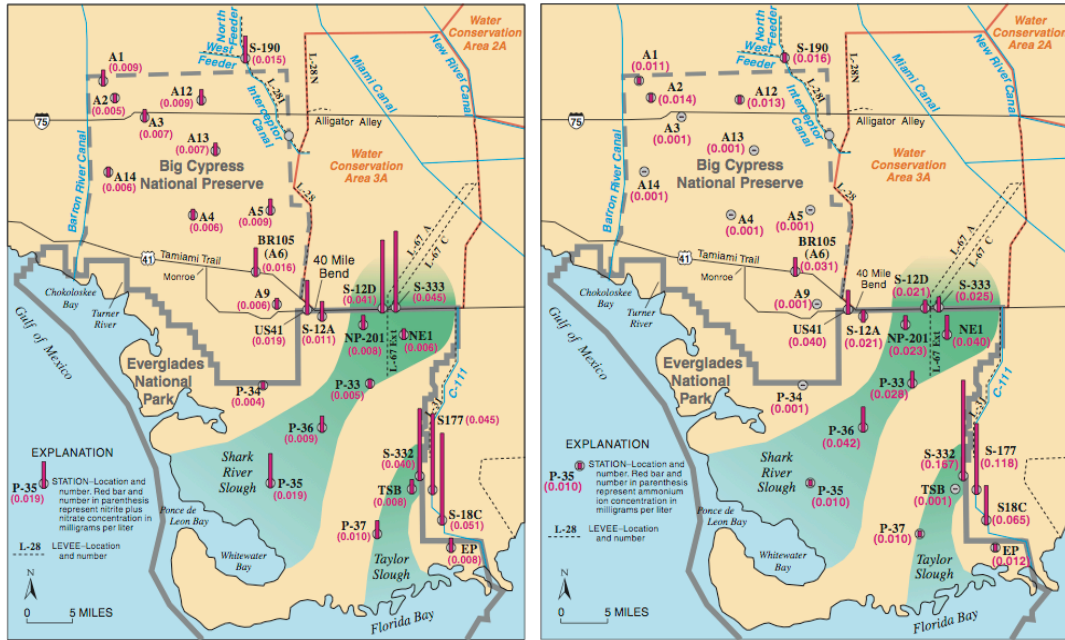 North
Feeder
West
Feeder
S-190
(0.015)
Water
Conservation
Area 2A
A1
(0.009)
A2
(0.005)
A12
(0.009)
A3
(0.007)
L-28I
Interceptor
Canal
L-28N
Miami Canal
New River Canal
75
Alligator Alley
A13
(0.007)
Big Cypress
National Preserve
Water
Conservation
Area 3A
Barron River Canal
A14
(0.006)
A4
(0.006)
A5
(0.009)
L-28
L-67 A
L-67 C
41
Tamiami Trail
Monroe
BR105
(A6)
(0.016)
40 Mile
Bend
S-12D
(0.041)
S-333
(0.045)
Chokoloskee
Bay
Turner
River
A9
(0.006)
US41
(0.019)
S-12A
(0.011)
NP-201
(0.008)
NE1
(0.006)
L-67 Ext
Gulf of Mexico
Everglades
National
Park
P-34
(0.004)
P-33
(0.005)
C-111
L-31
P-36
(0.009)
S177 (0.045)
EXPLANATION
P-35
(0.019)
STATION–Location and
number. Red bar and
number in parenthesis
represent nitrite plus
nitrate concentration in
milligrams per liter
L-28
LEVEE–Location
and number
Shark
River
Slough
P-35
(0.019)
S-332
(0.040)
TSB
(0.008)
S-18C
(0.051)
Ponce
de Leon Bay
P-37
(0.010)
EP
(0.008)
Whitewater
Bay
Taylor
Slough
N
0 5 MILES
Florida Bay
North
Feeder
West
Feeder
S-190
(0.016)
Water
Conservation
Area 2A
A1
(0.011)
A2
(0.014)
A12
(0.013)
A3
(0.001)
L-28I
Interceptor
Canal
L-28N
Miami Canal
New River Canal
75
Alligator Alley
A13
(0.001)
Big Cypress
National Preserve
Water
Conservation
Area 3A
Barron River Canal
A14
(0.001)
A4
(0.001)
A5
(0.001)
L-28
L-67 A
L-67 C
41
Tamiami Trail
Monroe
BR105
(A6)
(0.031)
40 Mile
Bend
S-12D
(0.021)
S-333
(0.025)
Chokoloskee
Bay
Turner
River
A9
(0.001)
US41
(0.040)
S-12A
(0.021)
NP-201
(0.023)
NE1
(0.040)
L-67 Ext
Gulf of Mexico
Everglades
National
Park
P-34
(0.001)
P-33
(0.028)
C-111
L-31
P-36
(0.042)
EXPLANATION
P-35
(0.010)
STATION–Location and
number. Red bar and
number in parenthesis
represent ammonium
ion concentration in
milligrams per liter
L-28
LEVEE–Location
and number
Shark
River
Slough
P-35
(0.010)
S-332
(0.167)
S-177
(0.118)
TSB
(0.001)
S18C
(0.065)
Ponce de
Leon Bay
P-37
(0.010)
EP
(0.012)
Whitewater
Bay
Taylor
Slough
N
0 5 MILES
Florida Bay